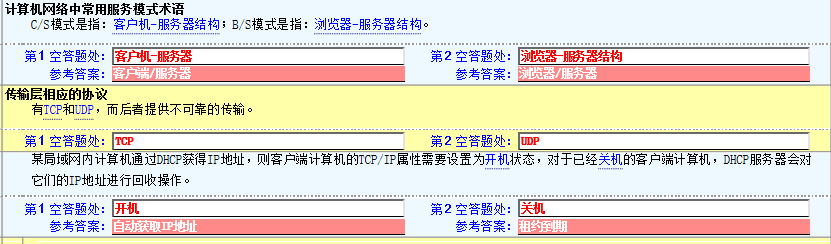 计算机网络中常用服务模式术语
C/S模式是指：客户机-服务器结构；B/S模式是指：浏览器-服务器结构。
第1 空答题处：客户机-服务器 第2 空答题处：浏览器-服务器结构
参考答案：客户端/服务器 参考答案：浏览器/服务器
传输层相应的协议
有TCP和UDP，而后者提供不可靠的传输。
第1 空答题处：TCP 第2 空答题处：UDP
某局域网内计算机通过DHCP获得IP地址，则客户端计算机的TCP/IP属性需要设置为开机状态，对于已经关机的客户端计算机，DHCP服务器会对
它们的IP地址进行回收操作。
第1 空答题处：开机 第2 空答题处：关机
参考答案：自动获取IP地址 参考答案：租约到期